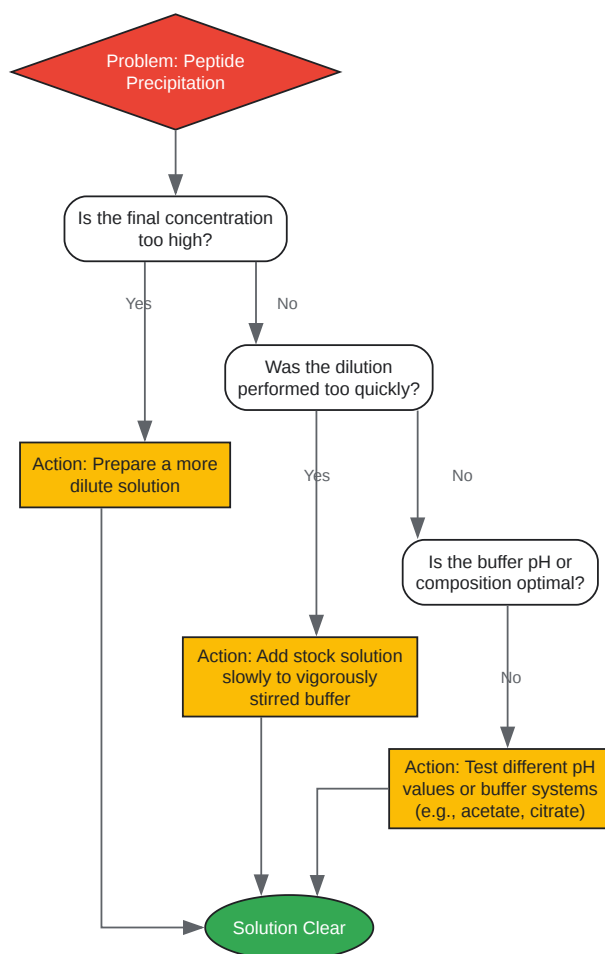 Problem: Peptide
Precipitation
Is the final concentration
too high?
Yes
No
Was the dilution
performed too quickly?
Action: Prepare a more
dilute solution
Yes
No
Is the buffer pH or
composition optimal?
Action: Add stock solution
slowly to vigorously
stirred buffer
No
Action: Test different pH
values or buffer systems
(e.g., acetate, citrate)
Solution Clear